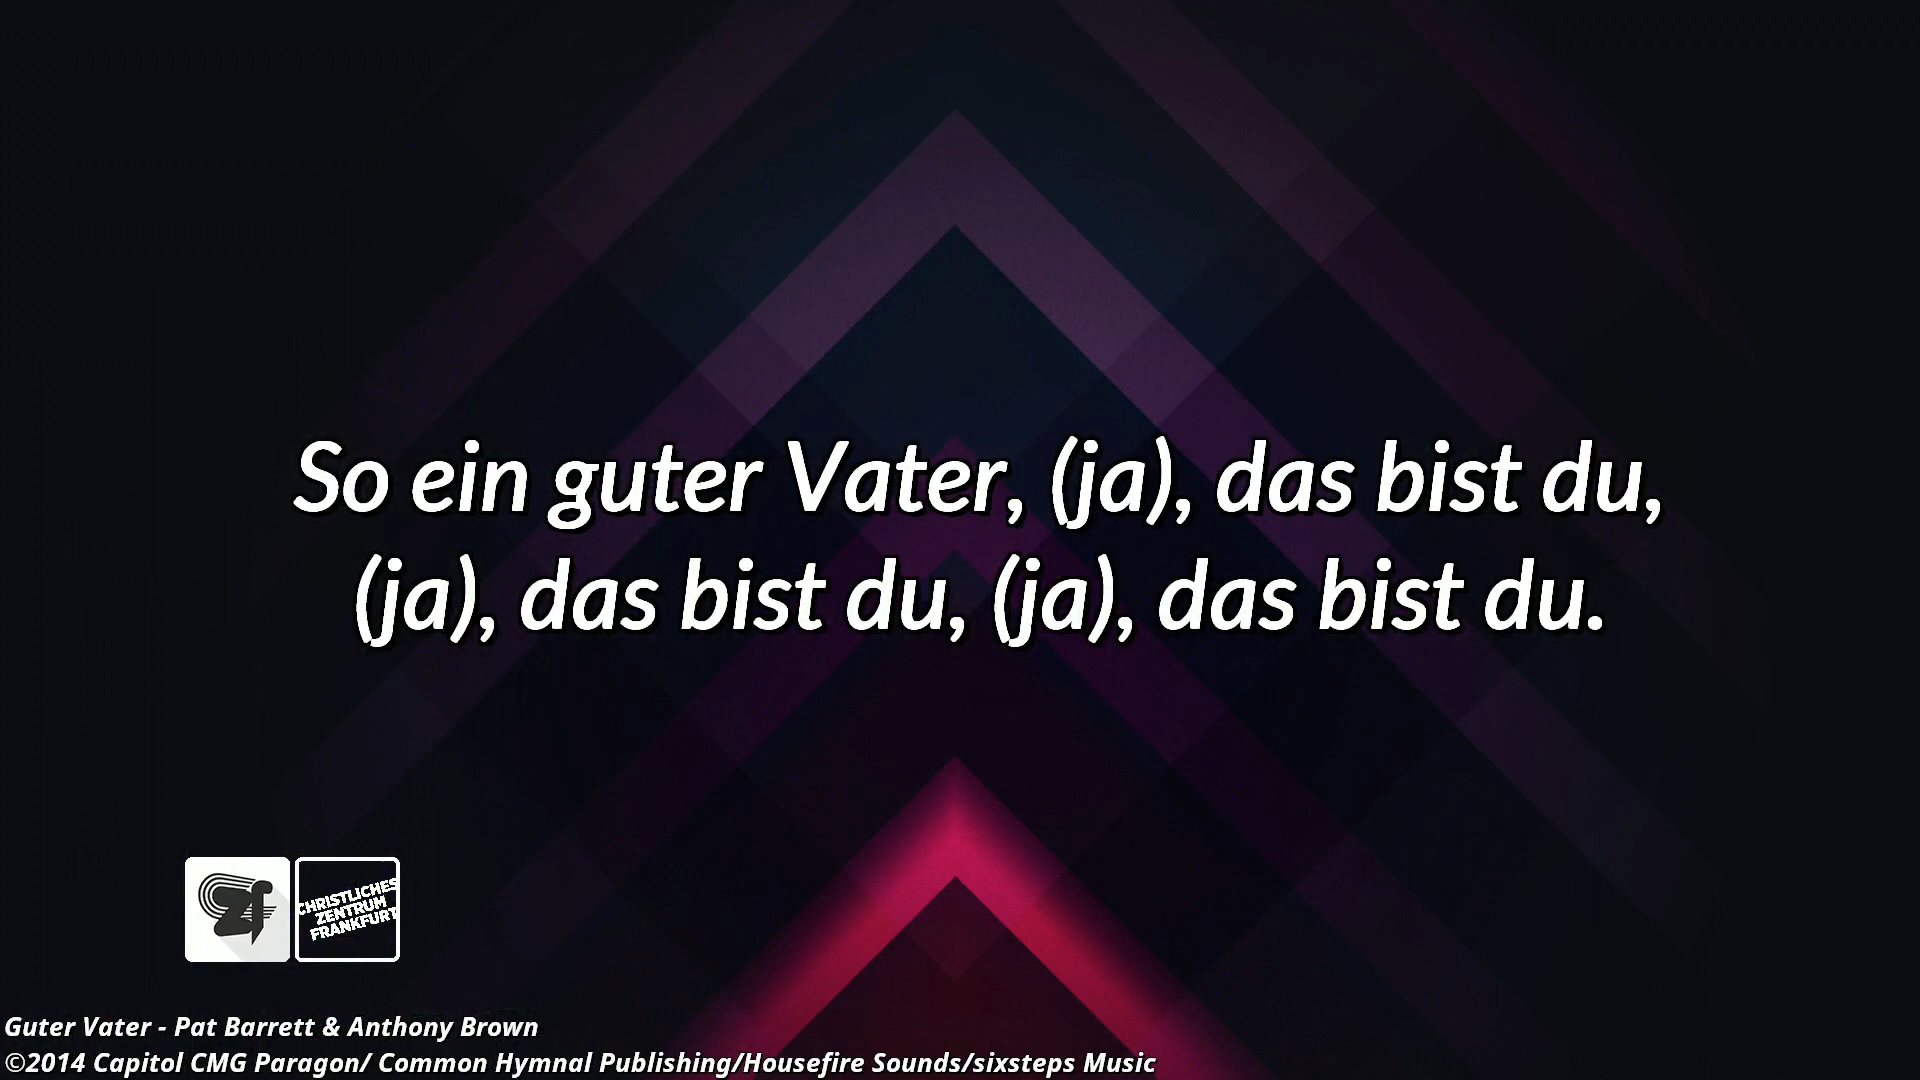 So ein guter Vater, (ja), das bist du,
(ja), das bist du, (ja), das bist du.
CZF
CHRISTLICHES
ZENTRUM
FRANKFURT
Guter Vater - Pat Barrett & Anthony Brown
©2014 Capitol CMG Paragon/ Common Hymnal Publishing/Housefire Sounds/sixsteps Music